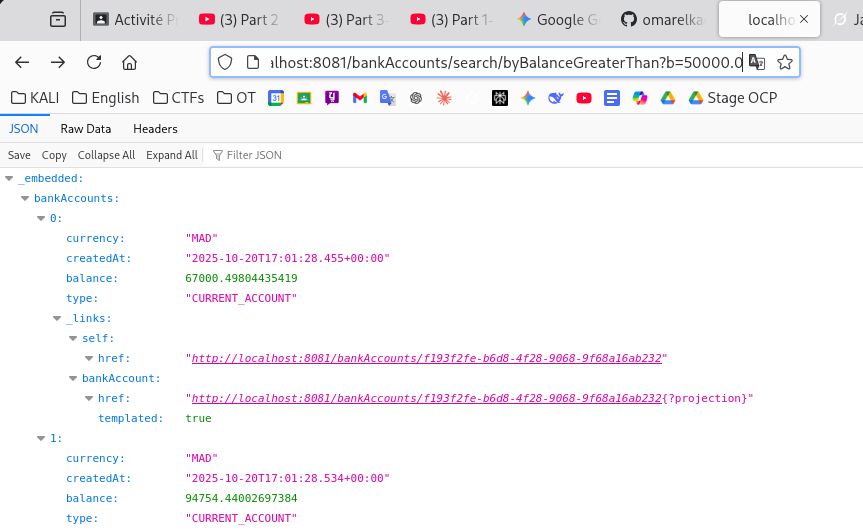 Activité P
(3) Part 2
(3) Part 3-
(3) Part 1-
Google G
omarelka
localho
Ja
alhost:8081/bankAccounts/search/byBalanceGreaterThan?b=50000.0
KALI
English
CTFs
OT
Stage OCP
JSON
Raw Data
Headers
Save
Copy
Collapse All
Expand All
Filter JSON
_embedded:
bankAccounts:
0:
currency: "MAD"
createdAt: "2025-10-20T17:01:28.455+00:00"
balance: 67000.49804435419
type: "CURRENT_ACCOUNT"
_links:
self:
href: "http://localhost:8081/bankAccounts/f193f2fe-b6d8-4f28-9068-9f68a16ab232"
bankAccount:
href: "http://localhost:8081/bankAccounts/f193f2fe-b6d8-4f28-9068-9f68a16ab232{?projection}"
templated: true
1:
currency: "MAD"
createdAt: "2025-10-20T17:01:28.534+00:00"
balance: 94754.44002697384
type: "CURRENT_ACCOUNT"